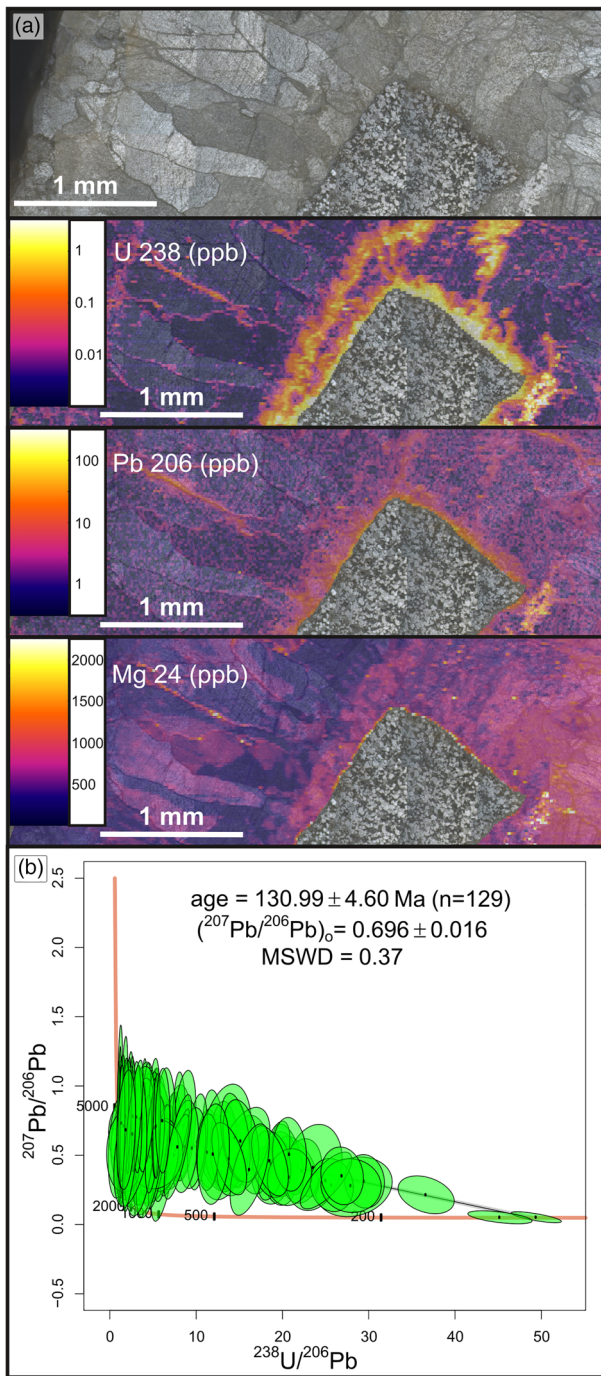 (a)
1 mm
U 238 (ppb)
1
0.1
0.01
1 mm
Pb 206 (ppb)
100
10
1
1 mm
Mg 24 (ppb)
2000
1500
1000
500
1 mm
(b)
age = 130.99 ± 4.60 Ma (n=129)
(²⁰⁷Pb/²⁰⁶Pb)ₒ= 0.696 ± 0.016
MSWD = 0.37
²⁰⁷Pb/²⁰⁶Pb
2.5
2.0
1.5
1.0
0.5
0.0
−0.5
5000
2000
500
200
0
10
20
30
40
50
²³⁸U/²⁰⁶Pb